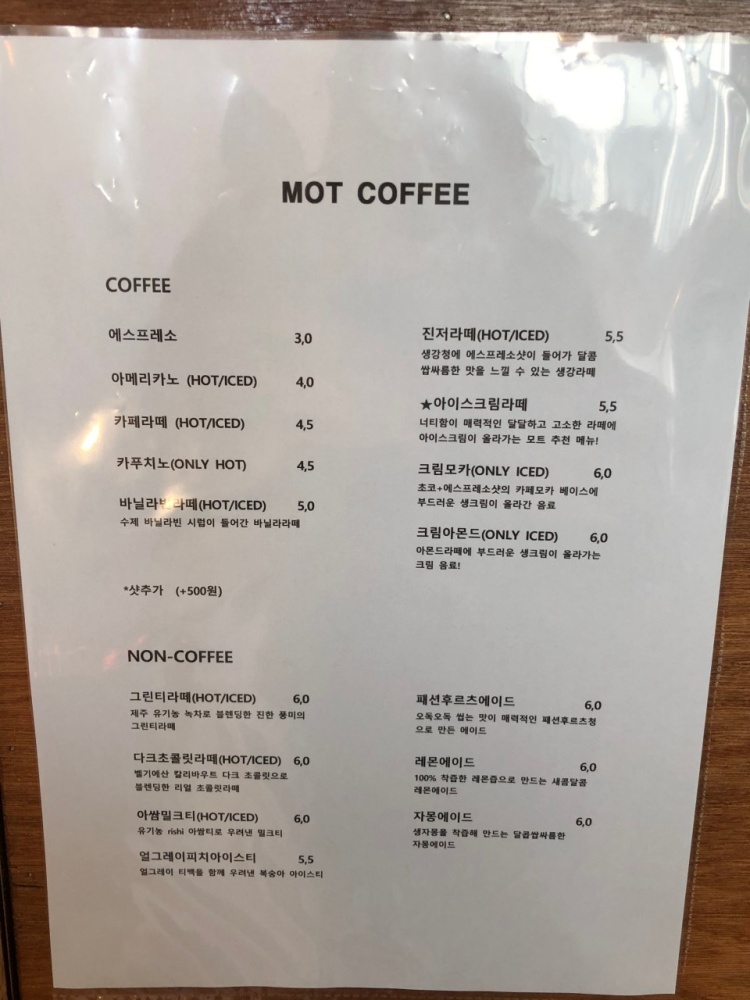 MOT COFFEE
COFFEE
에스프레소 3,0
아메리카노 (HOT/ICED) 4,0
카페라떼 (HOT/ICED) 4,5
카푸치노(ONLY HOT) 4,5
바닐라빈라떼(HOT/ICED) 5,0
수제 바닐라빈 시럽이 들어간 바닐라라떼
*샷추가 (+500원)
진저라떼(HOT/ICED) 5,5
생강청에 에스프레소샷이 들어가 달콤
쌉싸름한 맛을 느낄 수 있는 생강라떼
★아이스크림라떼 5,5
너티함이 매력적인 달달하고 고소한 라떼에
아이스크림이 올라가는 모트 추천 메뉴!
크림모카(ONLY ICED) 6,0
초코+에스프레소샷의 카페모카 베이스에
부드러운 생크림이 올라간 음료
크림아몬드(ONLY ICED) 6,0
아몬드라떼에 부드러운 생크림이 올라가는
크림 음료!
NON-COFFEE
그린티라떼(HOT/ICED) 6,0
제주 유기농 녹차로 블렌딩한 진한 풍미의
그린티라떼
다크초콜릿라떼(HOT/ICED) 6,0
벨기에산 칼리바우트 다크 초콜릿으로
블렌딩한 리얼 초콜릿라떼
아쌈밀크티(HOT/ICED) 6,0
유기농 rishi 아쌈티로 우려낸 밀크티
얼그레이피치아이스티 5,5
얼그레이 티백을 함께 우려낸 복숭아 아이스티
패션후르츠에이드 6,0
오독오독 씹는 맛이 매력적인 패션후르츠청
으로 만든 에이드
레몬에이드 6,0
100% 착즙한 레몬즙으로 만드는 새콤달콤
레몬에이드
자몽에이드 6,0
생자몽을 착즙해 만드는 달콥쌉싸름한
자몽에이드